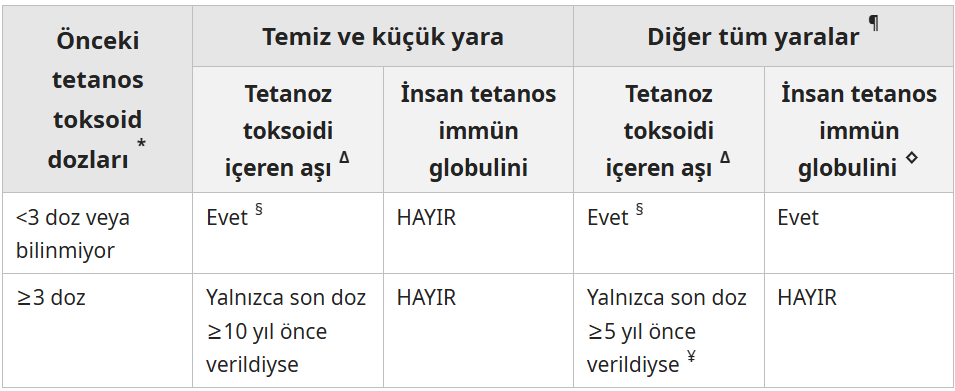 Önceki
tetanos
toksoid
dozları *
Temiz ve küçük yara
Diğer tüm yaralar ¶
Tetanoz
toksoidi
içeren aşı Δ
İnsan tetanos
immün
globulini
Tetanoz
toksoidi
içeren aşı Δ
İnsan tetanos
immün
globulini ◇
<3 doz veya
bilinmiyor
Evet §
HAYIR
Evet §
Evet
≥3 doz
Yalnızca son doz
≥10 yıl önce
verildiyse
HAYIR
Yalnızca son doz
≥5 yıl önce
verildiyse ¥
HAYIR